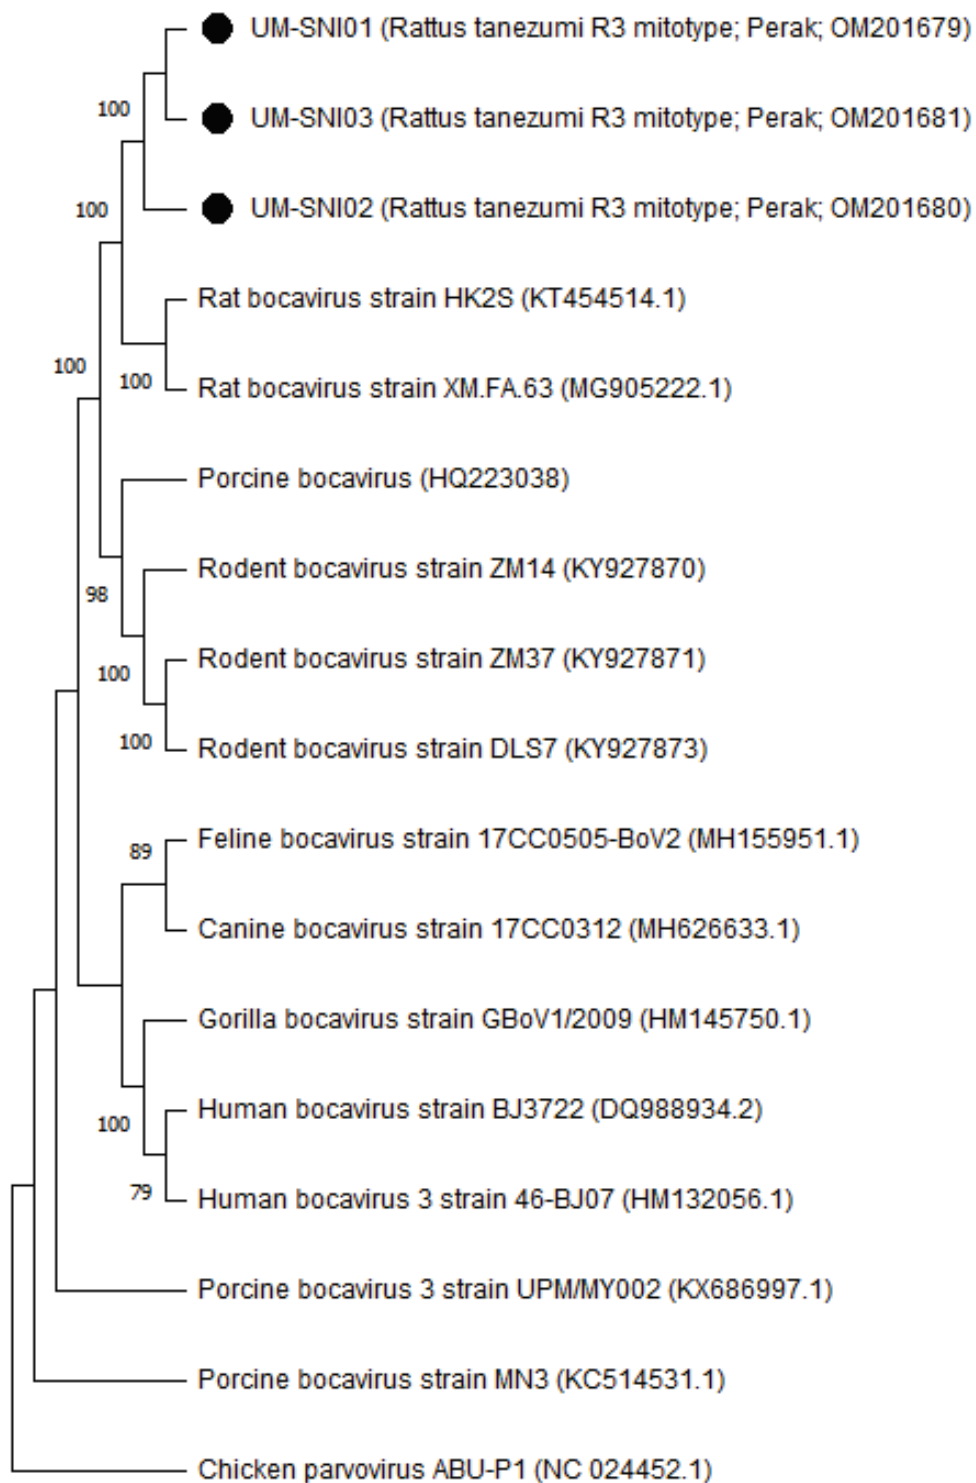 UM-SNI01 (Rattus tanezumi R3 mitotype; Perak; OM201679)
100
UM-SNI03 (Rattus tanezumi R3 mitotype; Perak; OM201681)
100
UM-SNI02 (Rattus tanezumi R3 mitotype; Perak; OM201680)
Rat bocavirus strain HK2S (KT454514.1)
100
100
Rat bocavirus strain XM.FA.63 (MG905222.1)
Porcine bocavirus (HQ223038)
Rodent bocavirus strain ZM14 (KY927870)
98
Rodent bocavirus strain ZM37 (KY927871)
100
100
Rodent bocavirus strain DLS7 (KY927873)
Feline bocavirus strain 17CC0505-BoV2 (MH155951.1)
89
Canine bocavirus strain 17CC0312 (MH626633.1)
Gorilla bocavirus strain GBoV1/2009 (HM145750.1)
Human bocavirus strain BJ3722 (DQ988934.2)
100
79
Human bocavirus 3 strain 46-BJ07 (HM132056.1)
Porcine bocavirus 3 strain UPM/MY002 (KX686997.1)
Porcine bocavirus strain MN3 (KC514531.1)
Chicken parvovirus ABU-P1 (NC 024452.1)